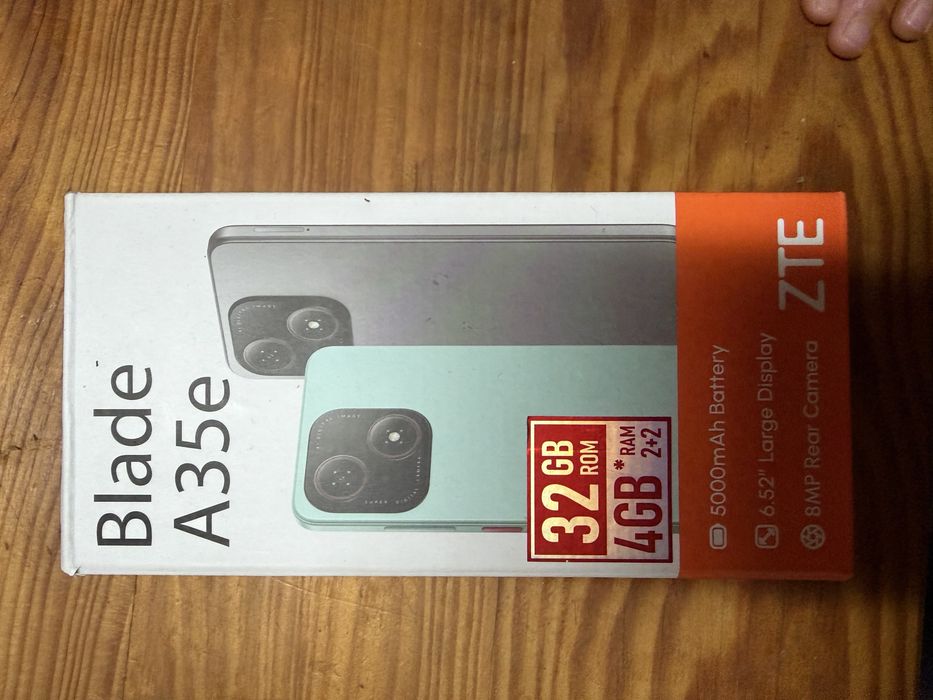 Blade
A35e
32 GB
ROM
4GB* RAM
2+2
5000mAh Battery
6.52" Large Display
8MP Rear Camera
ZTE